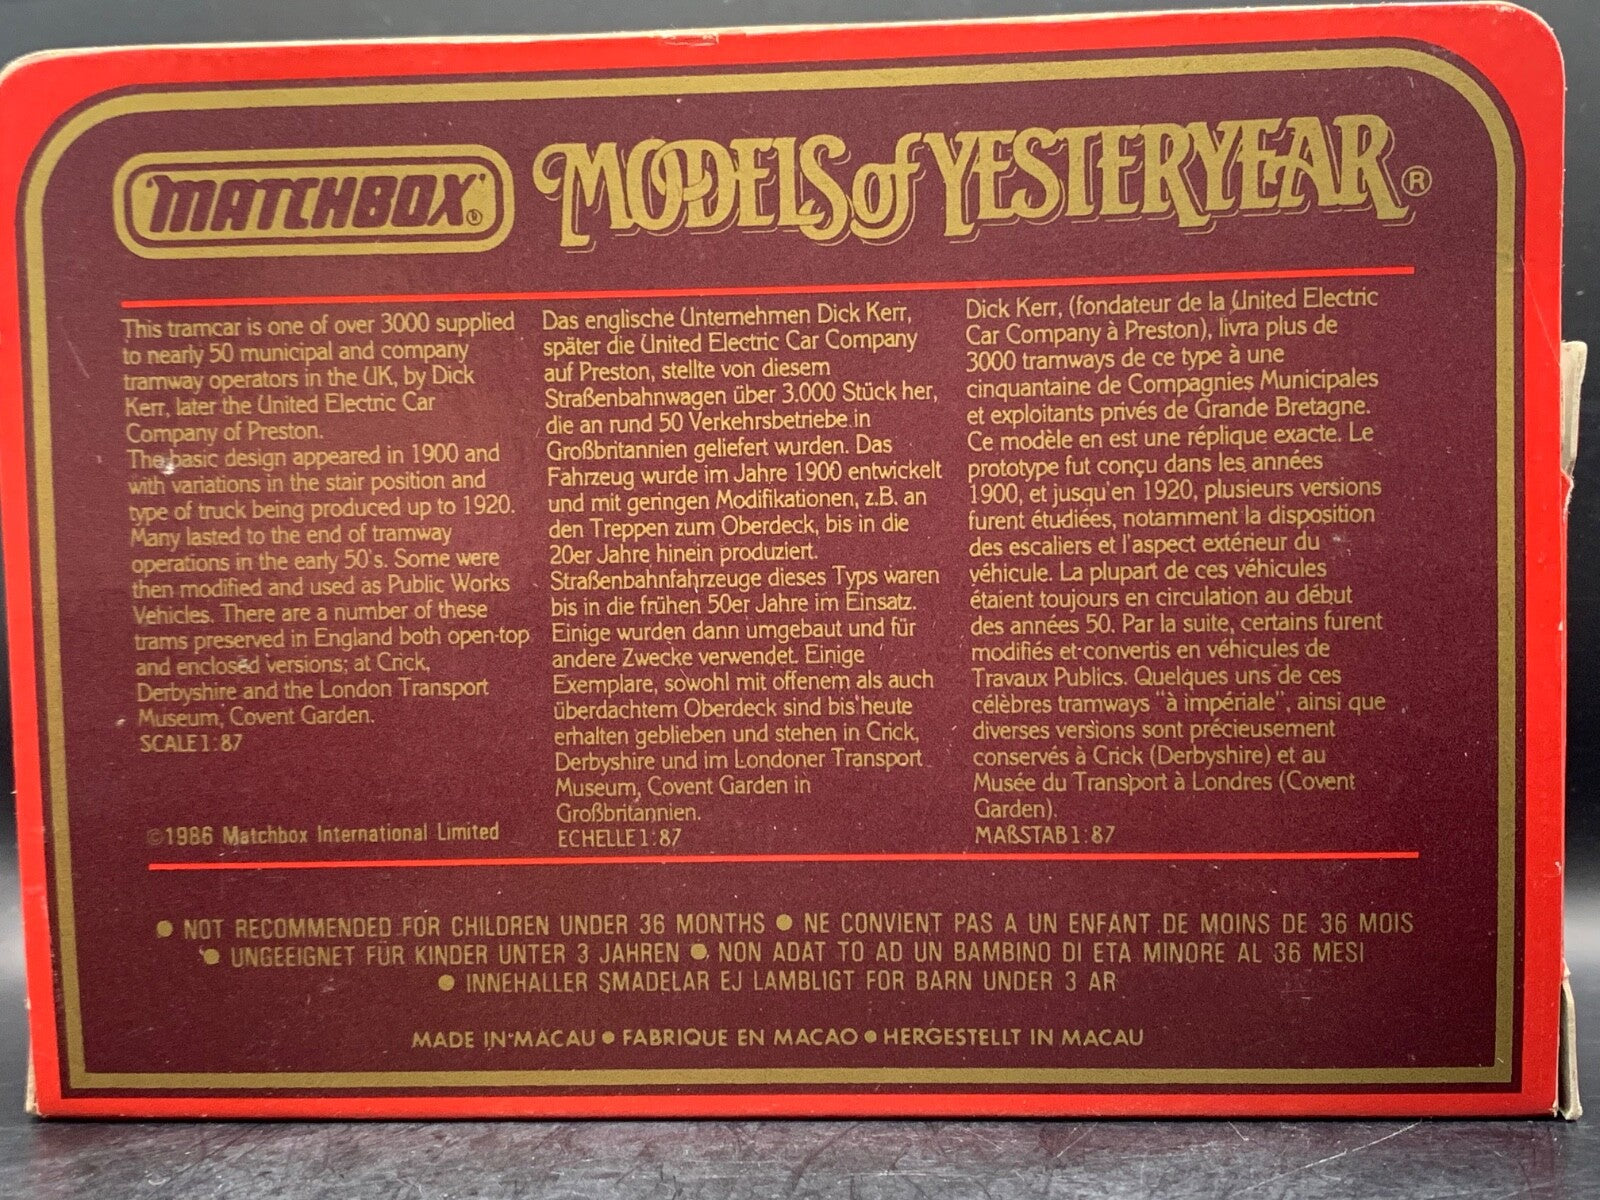 MATCHBOX®
MODELS of YESTERYEAR®
This tramcar is one of over 3000 supplied
to nearly 50 municipal and company
tramway operators in the UK, by Dick
Kerr, later the United Electric Car
Company of Preston.
The basic design appeared in 1900 and
with variations in the stair position and
type of truck being produced up to 1920.
Many lasted to the end of tramway
operations in the early 50's. Some were
then modified and used as Public Works
Vehicles. There are a number of these
trams preserved in England both open-top
and enclosed versions; at Crick,
Derbyshire and the London Transport
Museum, Covent Garden.
SCALE 1:87
©1986 Matchbox International Limited
Das englische Unternehmen Dick Kerr,
später die United Electric Car Company
auf Preston, stellte von diesem
Straßenbahnwagen über 3.000 Stück her,
die an rund 50 Verkehrsbetriebe in
Großbritannien geliefert wurden. Das
Fahrzeug wurde im Jahre 1900 entwickelt
und mit geringen Modifikationen, z.B. an
den Treppen zum Oberdeck, bis in die
20er Jahre hinein produziert.
Straßenbahnfahrzeuge dieses Typs waren
bis in die frühen 50er Jahre im Einsatz.
Einige wurden dann umgebaut und für
andere Zwecke verwendet. Einige
Exemplare, sowohl mit offenem als auch
überdachtem Oberdeck sind bis heute
erhalten geblieben und stehen in Crick,
Derbyshire und im Londoner Transport
Museum, Covent Garden in
Großbritannien.
ECHELLE 1:87
Dick Kerr, (fondateur de la United Electric
Car Company à Preston), livra plus de
3000 tramways de ce type à une
cinquantaine de Compagnies Municipales
et exploitants privés de Grande Bretagne.
Ce modèle en est une réplique exacte. Le
prototype fut conçu dans les années
1900, et jusqu'en 1920, plusieurs versions
furent étudiées, notamment la disposition
des escaliers et l'aspect extérieur du
véhicule. La plupart de ces véhicules
étaient toujours en circulation au début
des années 50. Par la suite, certains furent
modifiés et convertis en véhicules de
Travaux Publics. Quelques uns de ces
célèbres tramways "à impériale", ainsi que
diverses versions sont précieusement
conservés à Crick (Derbyshire) et au
Musée du Transport à Londres (Covent
Garden).
MAßSTAB 1:87
● NOT RECOMMENDED FOR CHILDREN UNDER 36 MONTHS ● NE CONVIENT PAS A UN ENFANT DE MOINS DE 36 MOIS
● UNGEEIGNET FÜR KINDER UNTER 3 JAHREN ● NON ADAT TO AD UN BAMBINO DI ETA MINORE AL 36 MESI
● INNEHALLER SMADELAR EJ LAMBLIGT FOR BARN UNDER 3 AR
MADE IN MACAU ● FABRIQUE EN MACAO ● HERGESTELLT IN MACAU